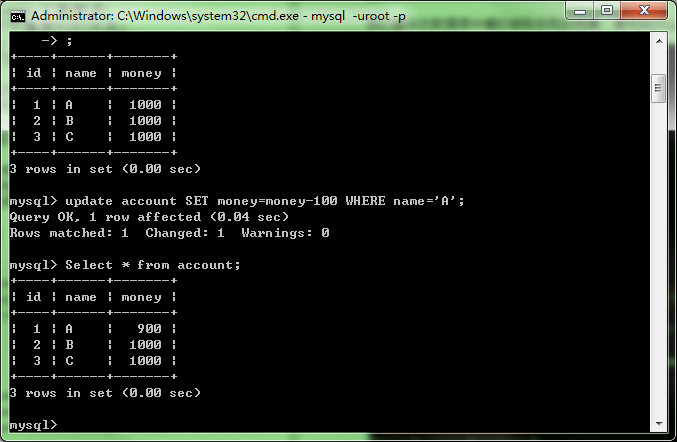 Administrator: C:\Windows\system32\cmd.exe - mysql  -uroot -p
    -> ;
+----+------+-------+
| id | name | money |
+----+------+-------+
|  1 | A    |  1000 |
|  2 | B    |  1000 |
|  3 | C    |  1000 |
+----+------+-------+
3 rows in set (0.00 sec)
mysql> update account SET money=money-100 WHERE name='A';
Query OK, 1 row affected (0.04 sec)
Rows matched: 1  Changed: 1  Warnings: 0
mysql> Select * from account;
+----+------+-------+
| id | name | money |
+----+------+-------+
|  1 | A    |   900 |
|  2 | B    |  1000 |
|  3 | C    |  1000 |
+----+------+-------+
3 rows in set (0.00 sec)
mysql>